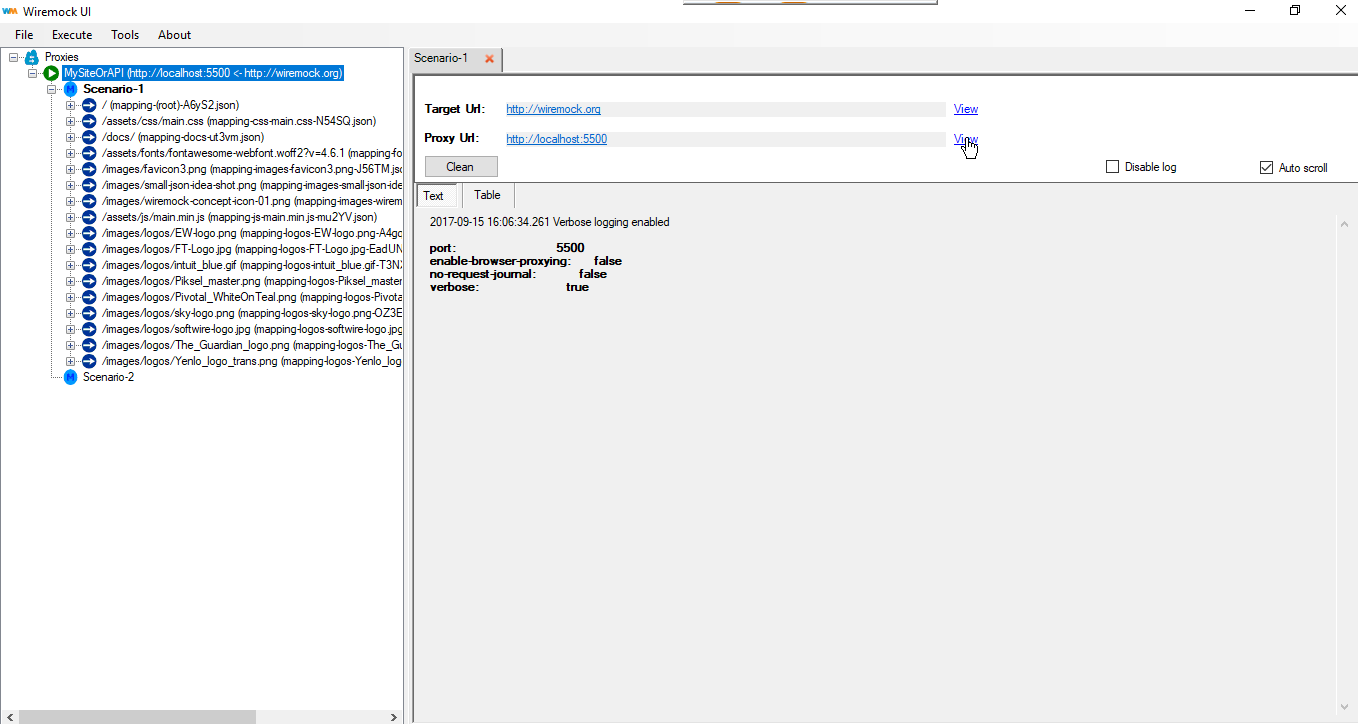 WM Wiremock UI
File Execute Tools About
Proxies
MySiteOrAPI (http://localhost:5500 <- http://wiremock.org)
M Scenario-1
/ (mapping-(root)-A6yS2.json)
/assets/css/main.css (mapping-css-main.css-N54SQ.json)
/docs/ (mapping-docs-ut3vm.json)
/assets/fonts/fontawesome-webfont.woff2?v=4.6.1 (mapping-fo
/images/favicon3.png (mapping-images-favicon3.png-J56TM.jso
/images/small-json-idea-shot.png (mapping-images-small-json-ide
/images/wiremock-concept-icon-01.png (mapping-images-wirem
/assets/js/main.min.js (mapping-js-main.min.js-mu2YV.json)
/images/logos/EW-logo.png (mapping-logos-EW-logo.png-A4gc
/images/logos/FT-Logo.jpg (mapping-logos-FT-Logo.jpg-EadUN
/images/logos/intuit_blue.gif (mapping-logos-intuit_blue.gif-T3NX
/images/logos/Piksel_master.png (mapping-logos-Piksel_master
/images/logos/Pivotal_WhiteOnTeal.png (mapping-logos-Pivota
/images/logos/sky-logo.png (mapping-logos-sky-logo.png-OZ3E
/images/logos/softwire-logo.jpg (mapping-logos-softwire-logo.jpg
/images/logos/The_Guardian_logo.png (mapping-logos-The_Gu
/images/logos/Yenlo_logo_trans.png (mapping-logos-Yenlo_log
M Scenario-2
Scenario-1
Target Url: http://wiremock.org View
Proxy Url: http://localhost:5500 View
Clean Disable log Auto scroll
Text Table
2017-09-15 16:06:34.261 Verbose logging enabled
port: 5500
enable-browser-proxying: false
no-request-journal: false
verbose: true